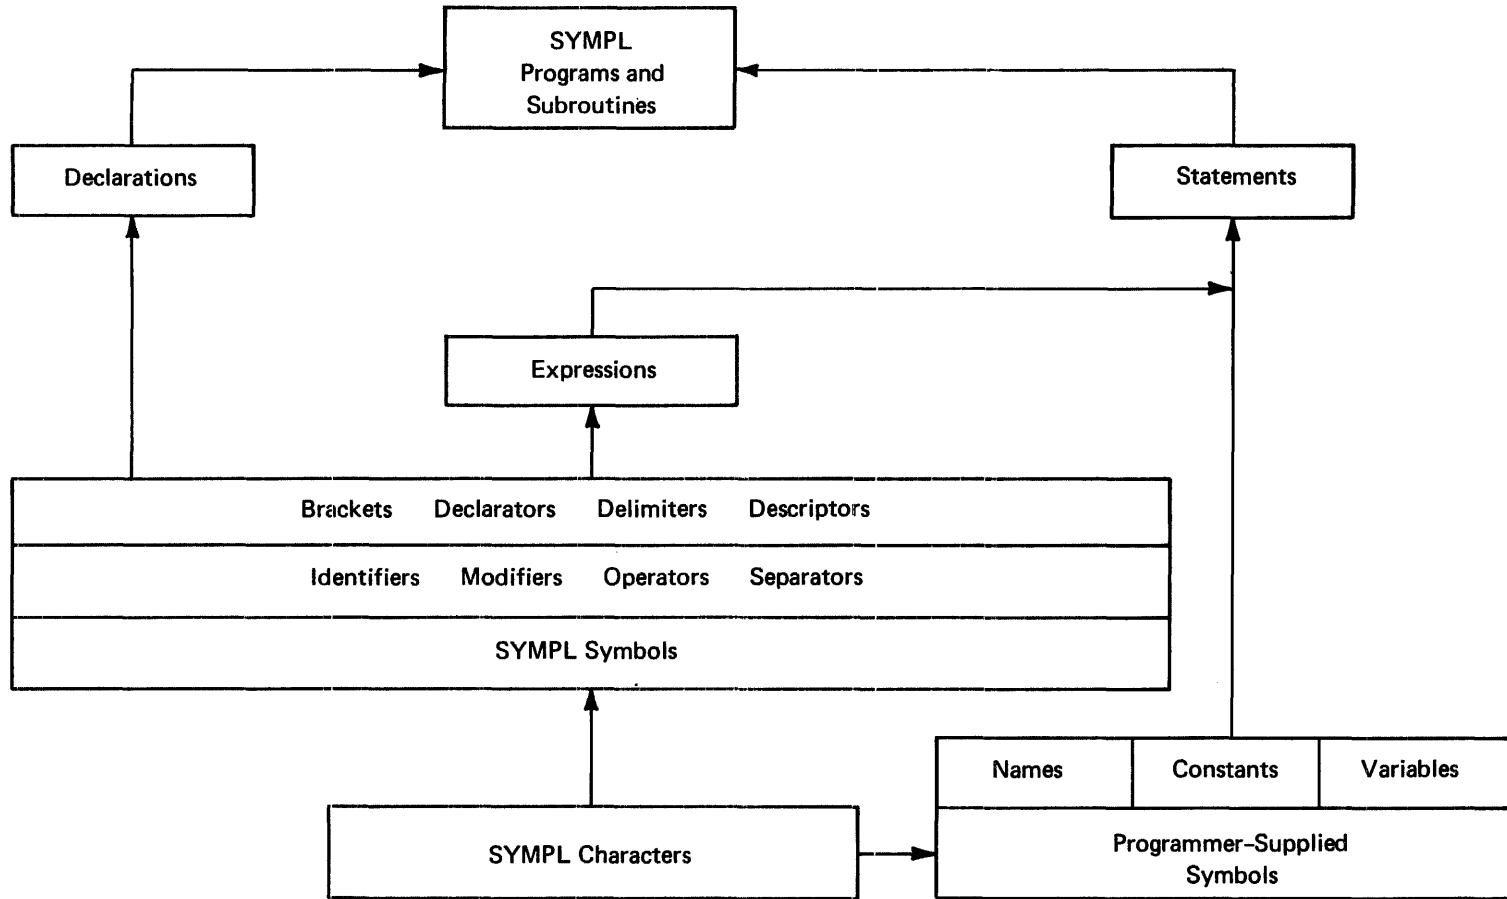 SYMPL
Programs and
Subroutines
Declarations
Statements
Expressions
Brackets Declarators Delimiters Descriptors
Identifiers Modifiers Operators Separators
SYMPL Symbols
Names Constants Variables
SYMPL Characters
Programmer-Supplied
Symbols